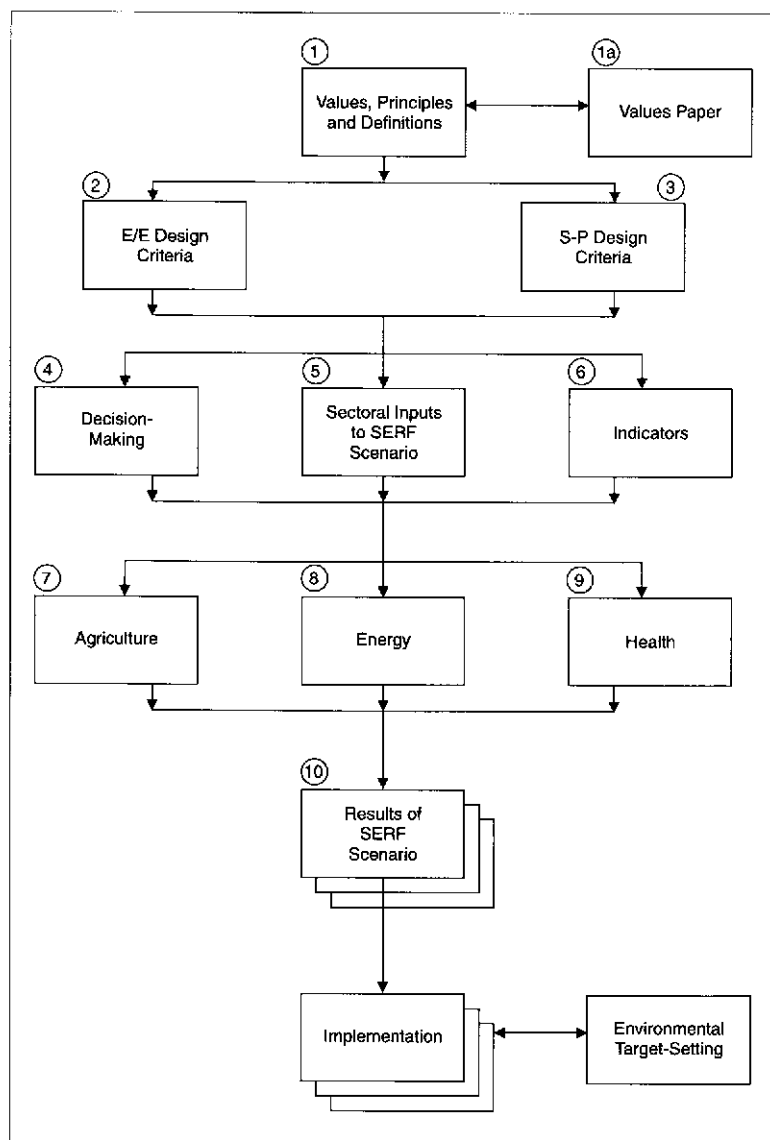 1
1a
Values, Principles
and Definitions
Values Paper
2
3
E/E Design
Criteria
S-P Design
Criteria
4
5
6
Decision-
Making
Sectoral Inputs
to SERF
Scenario
Indicators
7
8
9
Agriculture
Energy
Health
10
Results of
SERF
Scenario
Implementation
Environmental
Target-Setting